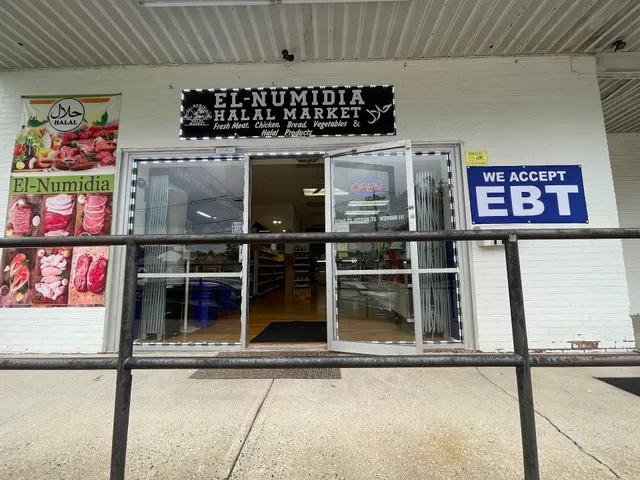 حلال
HALAL
El-Numidia
EL-NUMIDIA
HALAL MARKET
حلال
Fresh Meat. Chicken. Bread. Vegetables &
Halal Products
OPEN
WE ACCEPT
EBT